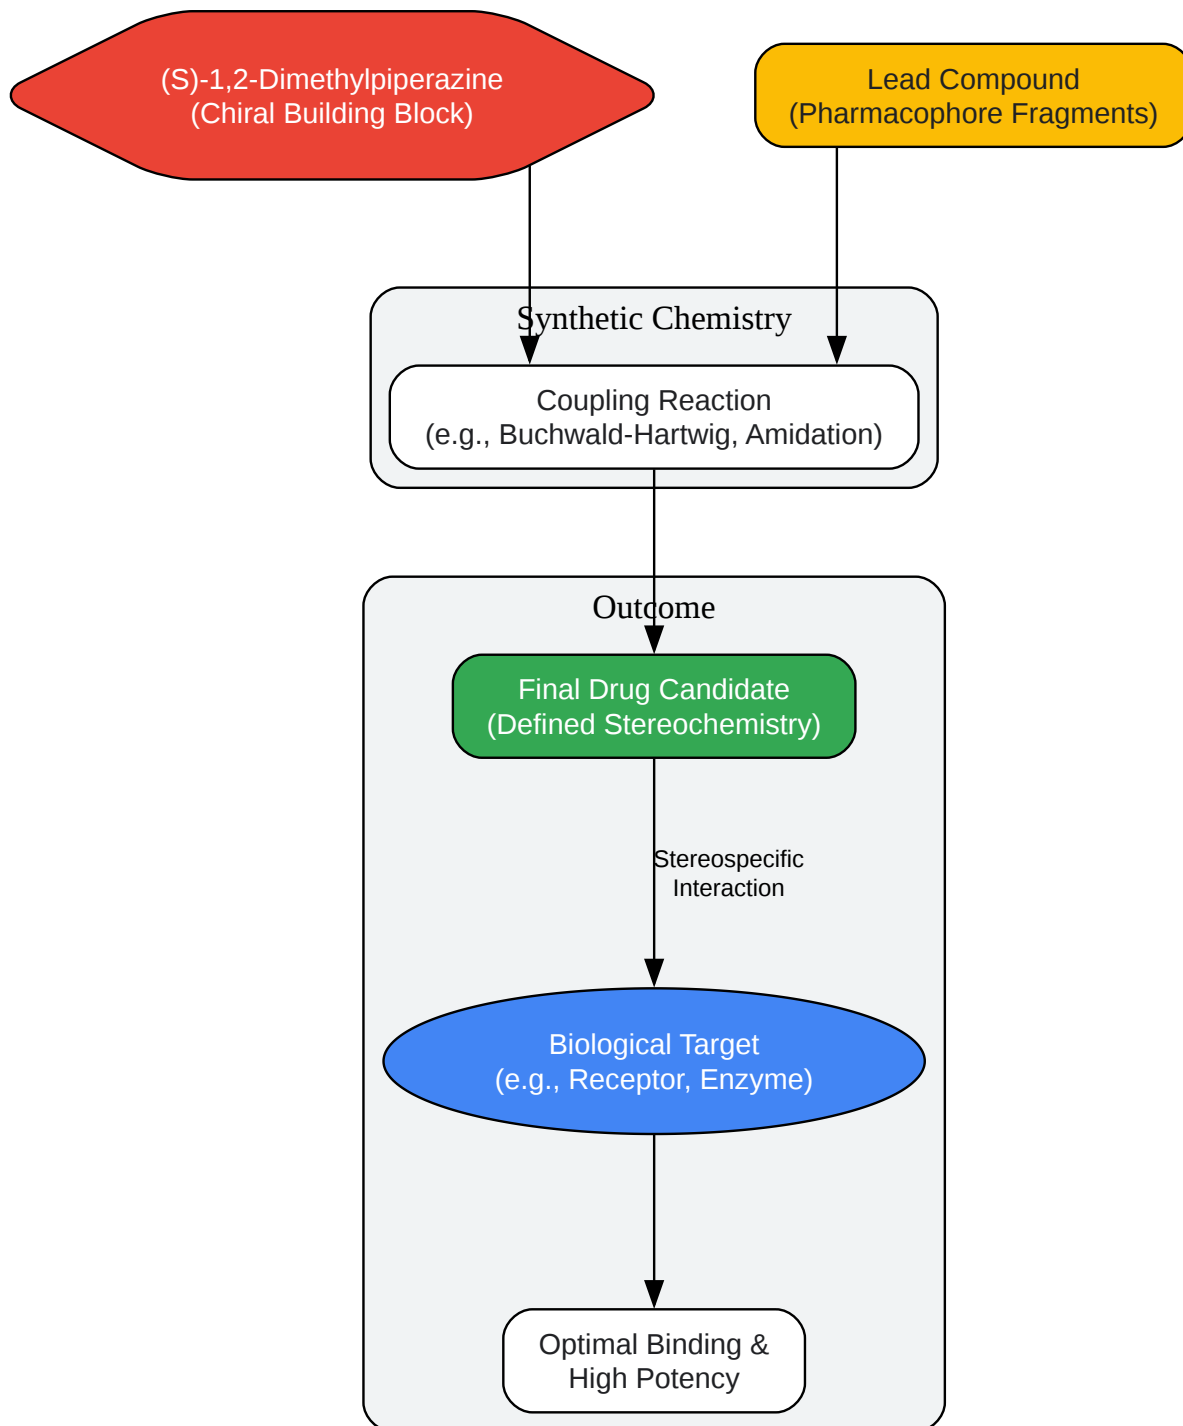 (S)-1,2-Dimethylpiperazine
(Chiral Building Block)
Lead Compound
(Pharmacophore Fragments)
Synthetic Chemistry
Coupling Reaction
(e.g., Buchwald-Hartwig, Amidation)
Outcome
Final Drug Candidate
(Defined Stereochemistry)
Stereospecific
Interaction
Biological Target
(e.g., Receptor, Enzyme)
Optimal Binding &
High Potency